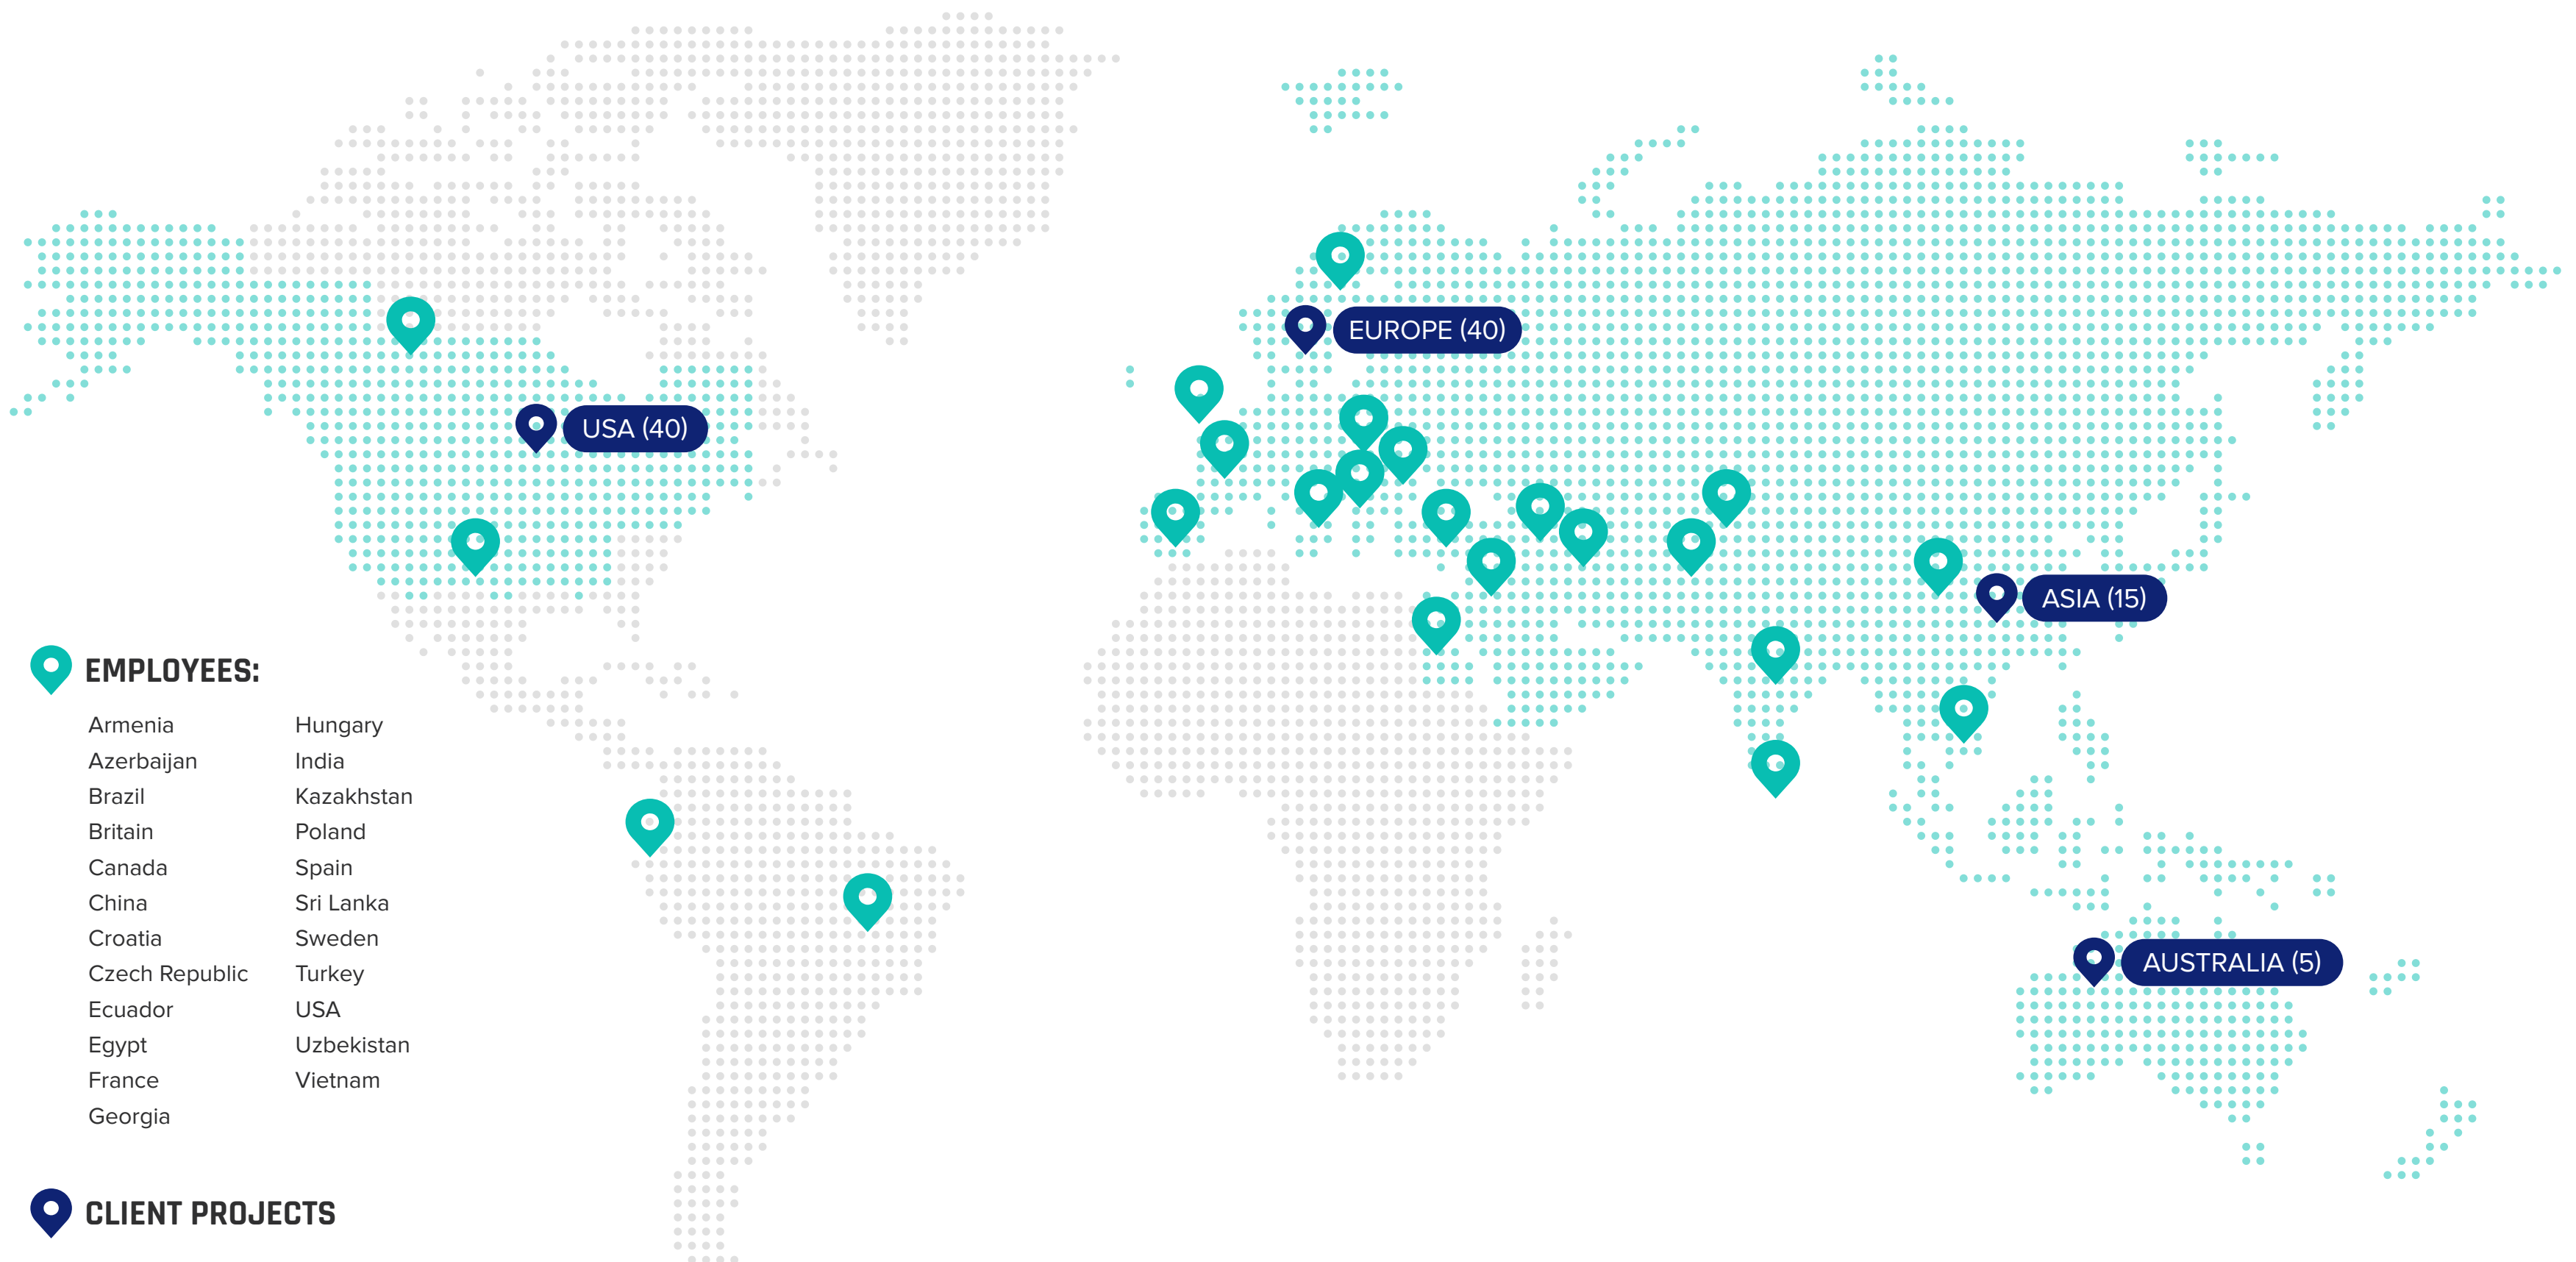 EUROPE (40)
USA (40)
ASIA (15)
AUSTRALIA (5)
EMPLOYEES:
Armenia
Azerbaijan
Brazil
Britain
Canada
China
Croatia
Czech Republic
Ecuador
Egypt
France
Georgia
Hungary
India
Kazakhstan
Poland
Spain
Sri Lanka
Sweden
Turkey
USA
Uzbekistan
Vietnam
CLIENT PROJECTS